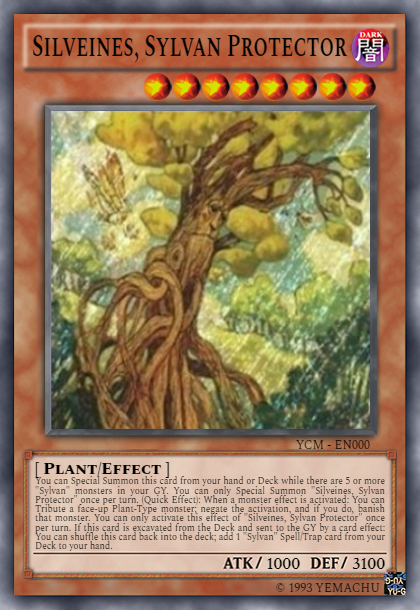 SILVEINES, SYLVAN PROTECTOR
DARK
闇
YCM - EN000
[ PLANT/EFFECT ]
You can Special Summon this card from your hand or Deck while there are 5 or more
"Sylvan" monsters in your GY. You can only Special Summon "Silveines, Sylvan
Protector" once per turn. (Quick Effect): When a monster effect is activated: You can
Tribute a face-up Plant-Type monster; negate the activation, and if you do, banish
that monster. You can only activate this effect of "Silveines, Sylvan Protector" once
per turn. If this card is excavated from the Deck and sent to the GY by a card effect:
You can shuffle this card back into the deck; add 1 "Sylvan" Spell/Trap card from your
Deck to your hand.
ATK/ 1000 DEF/ 3100
© 1993 YEMACHU